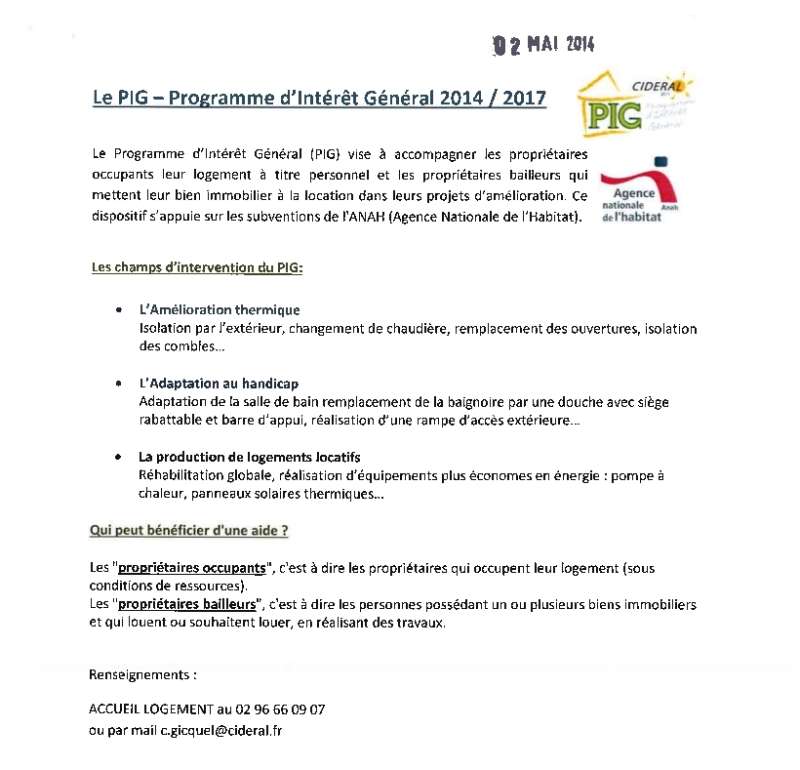 02 MAI 2014
Le PIG – Programme d'Intérêt Général 2014 / 2017
CIDERAL
PIG
Le Programme d'Intérêt Général (PIG) vise à accompagner les propriétaires
occupants leur logement à titre personnel et les propriétaires bailleurs qui
mettent leur bien immobilier à la location dans leurs projets d'amélioration. Ce
dispositif s'appuie sur les subventions de l'ANAH (Agence Nationale de l'Habitat).
Agence
nationale
de l'habitat
Anah
Les champs d'intervention du PIG:
• L'Amélioration thermique
Isolation par l'extérieur, changement de chaudière, remplacement des ouvertures, isolation
des combles...
• L'Adaptation au handicap
Adaptation de la salle de bain remplacement de la baignoire par une douche avec siège
rabattable et barre d'appui, réalisation d'une rampe d'accès extérieure...
• La production de logements locatifs
Réhabilitation globale, réalisation d'équipements plus économes en énergie : pompe à
chaleur, panneaux solaires thermiques...
Qui peut bénéficier d'une aide ?
Les "propriétaires occupants", c'est à dire les propriétaires qui occupent leur logement (sous
conditions de ressources).
Les "propriétaires bailleurs", c'est à dire les personnes possédant un ou plusieurs biens immobiliers
et qui louent ou souhaitent louer, en réalisant des travaux.
Renseignements :
ACCUEIL LOGEMENT au 02 96 66 09 07
ou par mail c.gicquel@cideral.fr